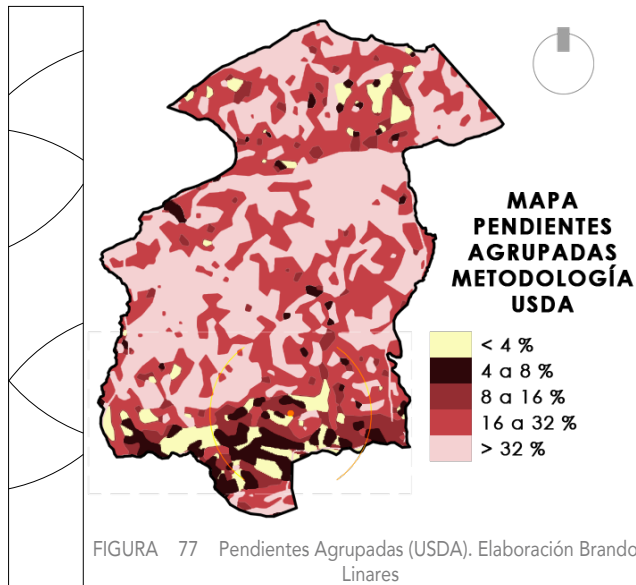 MAPA
PENDIENTES
AGRUPADAS
METODOLOGÍA
USDA
< 4 %
4 a 8 %
8 a 16 %
16 a 32 %
> 32 %
FIGURA 77 Pendientes Agrupadas (USDA). Elaboración Brando
Linares